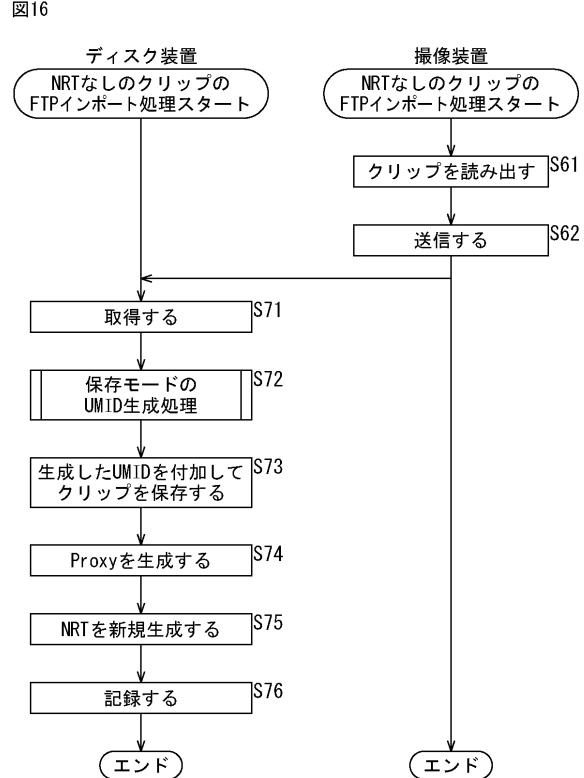 図16
ディスク装置
NRTなしのクリップの
FTPインポート処理スタート
撮像装置
NRTなしのクリップの
FTPインポート処理スタート
クリップを読み出す
S61
送信する
S62
取得する
S71
保存モードの
UMID生成処理
S72
生成したUMIDを付加して
クリップを保存する
S73
Proxyを生成する
S74
NRTを新規生成する
S75
記録する
S76
エンド
エンド